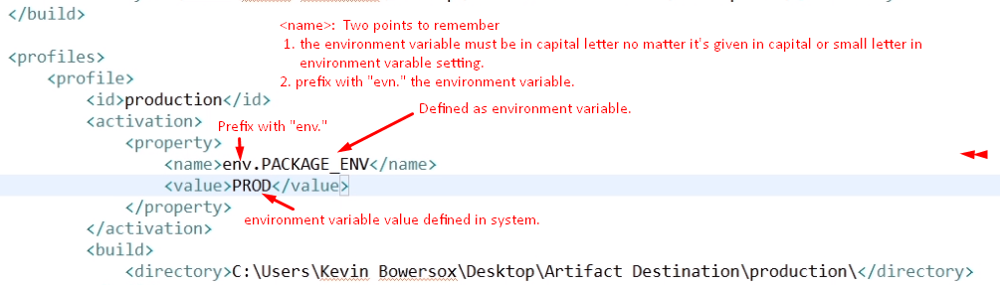 </build>
<name>: Two points to remember
1. the environment variable must be in capital letter no matter it's given in capital or small letter in
environment varable setting.
2. prefix with "evn." the environment variable.
<profiles>
<profile>
<id>production</id>
Defined as environment variable.
<activation>
Prefix with "env."
<property>
<name>env.PACKAGE_ENV</name>
<value>PROD</value>
</property>
environment variable value defined in system.
</activation>
<build>
<directory>C:\Users\Kevin Bowersox\Desktop\Artifact Destination\production\</directory>